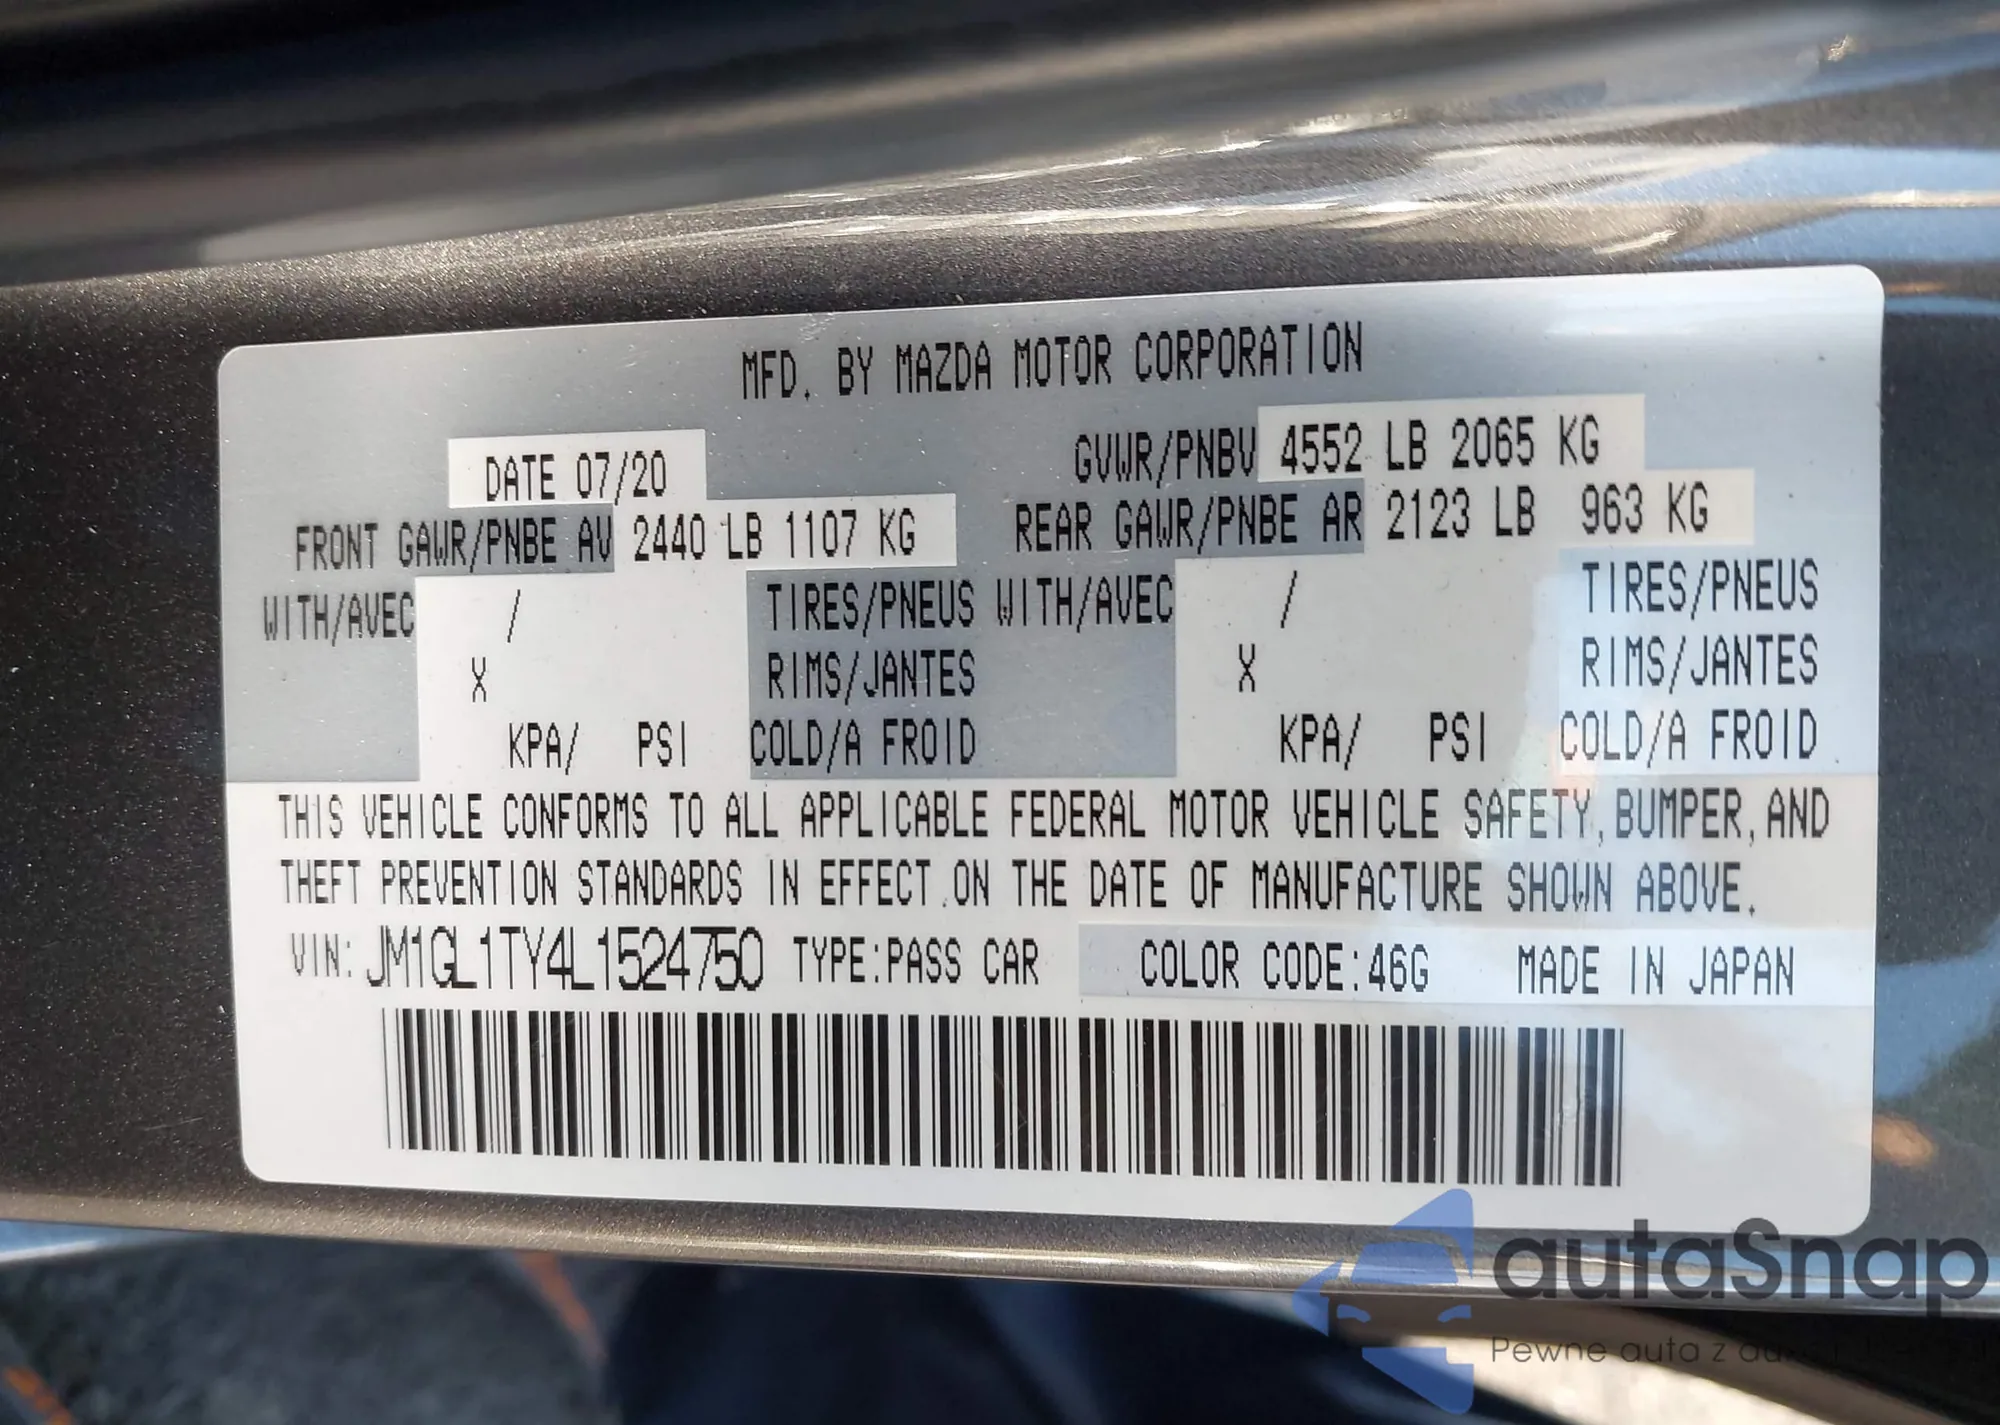 MFD. BY MAZDA MOTOR CORPORATION
DATE 07/20 GVWR/PNBV 4552 LB 2065 KG
FRONT GAWR/PNBE AV 2440 LB 1107 KG REAR GAWR/PNBE AR 2123 LB 963 KG
WITH/AVEC / TIRES/PNEUS WITH/AVEC / TIRES/PNEUS
X RIMS/JANTES X RIMS/JANTES
KPA/ PSI COLD/A FROID KPA/ PSI COLD/A FROID
THIS VEHICLE CONFORMS TO ALL APPLICABLE FEDERAL MOTOR VEHICLE SAFETY, BUMPER, AND
THEFT PREVENTION STANDARDS IN EFFECT ON THE DATE OF MANUFACTURE SHOWN ABOVE.
VIN: JM1GL1TY4L1524750 TYPE:PASS CAR COLOR CODE:46G MADE IN JAPAN
autaSnap
Pewne auta z